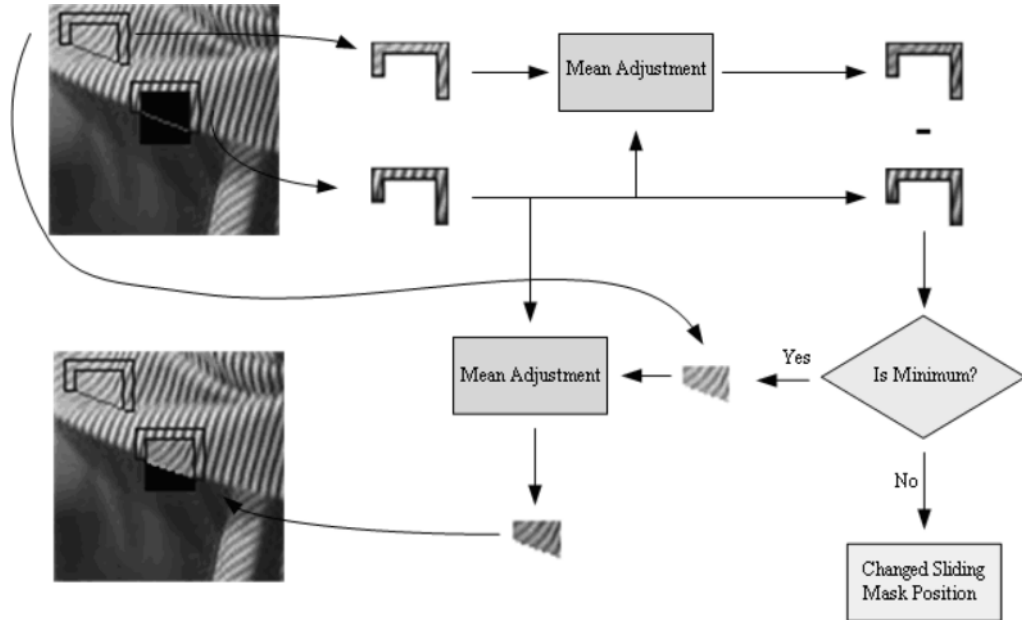 Mean Adjustment
Mean Adjustment
Yes
Is Minimum?
No
Changed Sliding
Mask Position